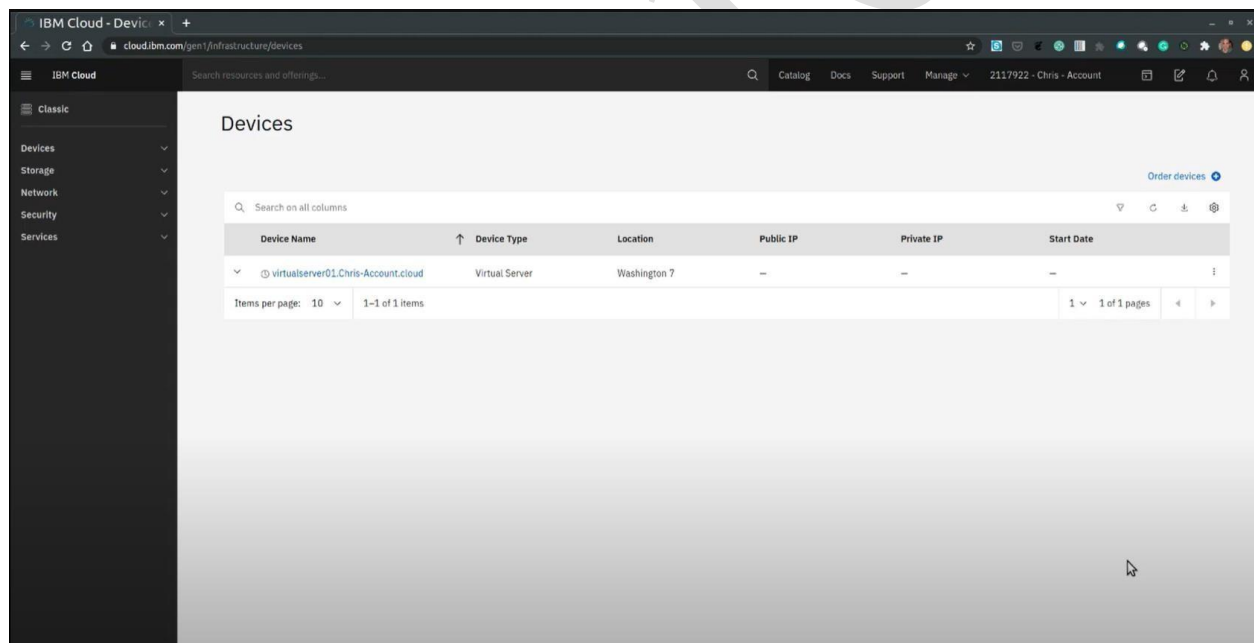 IBM Cloud - Devic × +
cloud.ibm.com/gen1/infrastructure/devices
IBM Cloud Search resources and offerings... Catalog Docs Support Manage 2117922 - Chris - Account
Classic
Devices
Storage
Network
Security
Services
Devices
Order devices
Search on all columns
Device Name Device Type Location Public IP Private IP Start Date
virtualserver01.Chris-Account.cloud Virtual Server Washington 7 – – –
Items per page: 10 1–1 of 1 items 1 1 of 1 pages